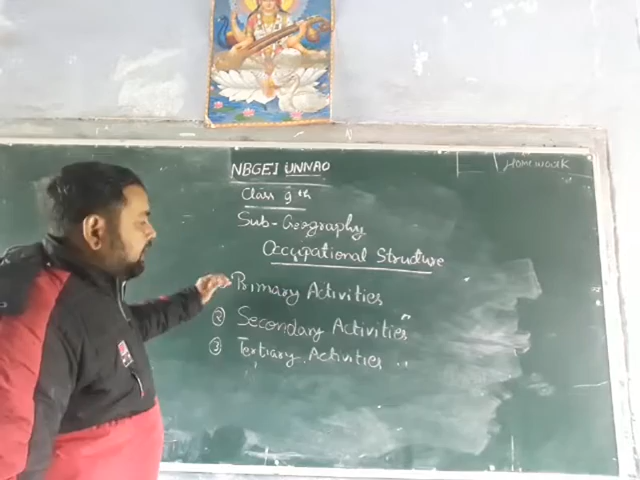 NBGEI UNNAO
HOMEWORK
Class 9th
Sub-Geography
Occupational Structure
Primary Activities
② Secondary Activities"
③ Tertiary Activities ..